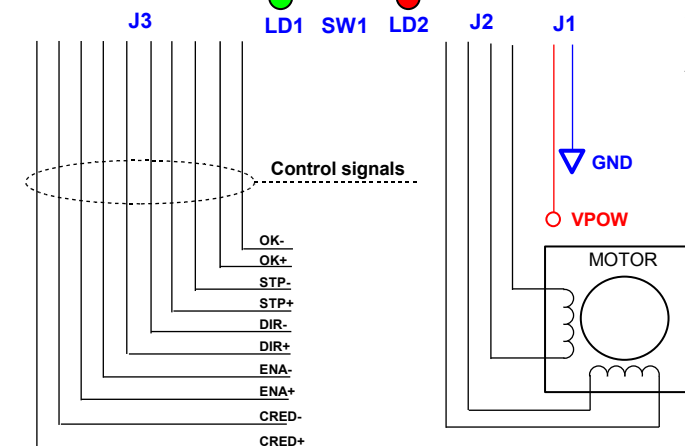 J3 LD1 SW1 LD2 J2 J1
Control signals
GND
VPOW
OK-
OK+
MOTOR
STP-
STP+
DIR-
DIR+
ENA-
ENA+
CRED-
CRED+